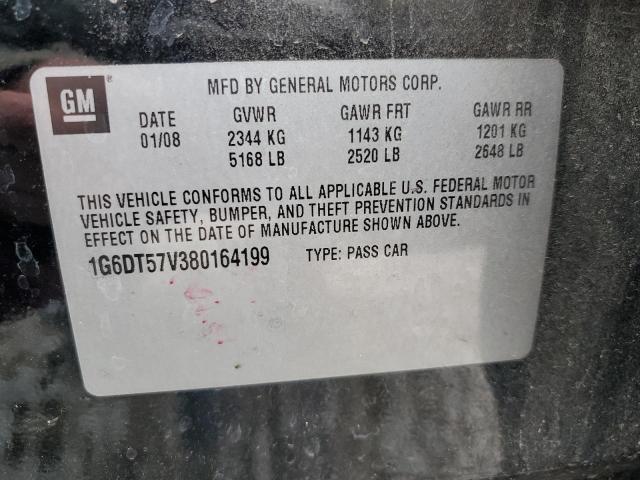 GM
MFD BY GENERAL MOTORS CORP.
DATE GVWR GAWR FRT GAWR RR
01/08 2344 KG 1143 KG 1201 KG
5168 LB 2520 LB 2648 LB
THIS VEHICLE CONFORMS TO ALL APPLICABLE U.S. FEDERAL MOTOR
VEHICLE SAFETY, BUMPER, AND THEFT PREVENTION STANDARDS IN
EFFECT ON THE DATE OF MANUFACTURE SHOWN ABOVE.
1G6DT57V380164199 TYPE: PASS CAR